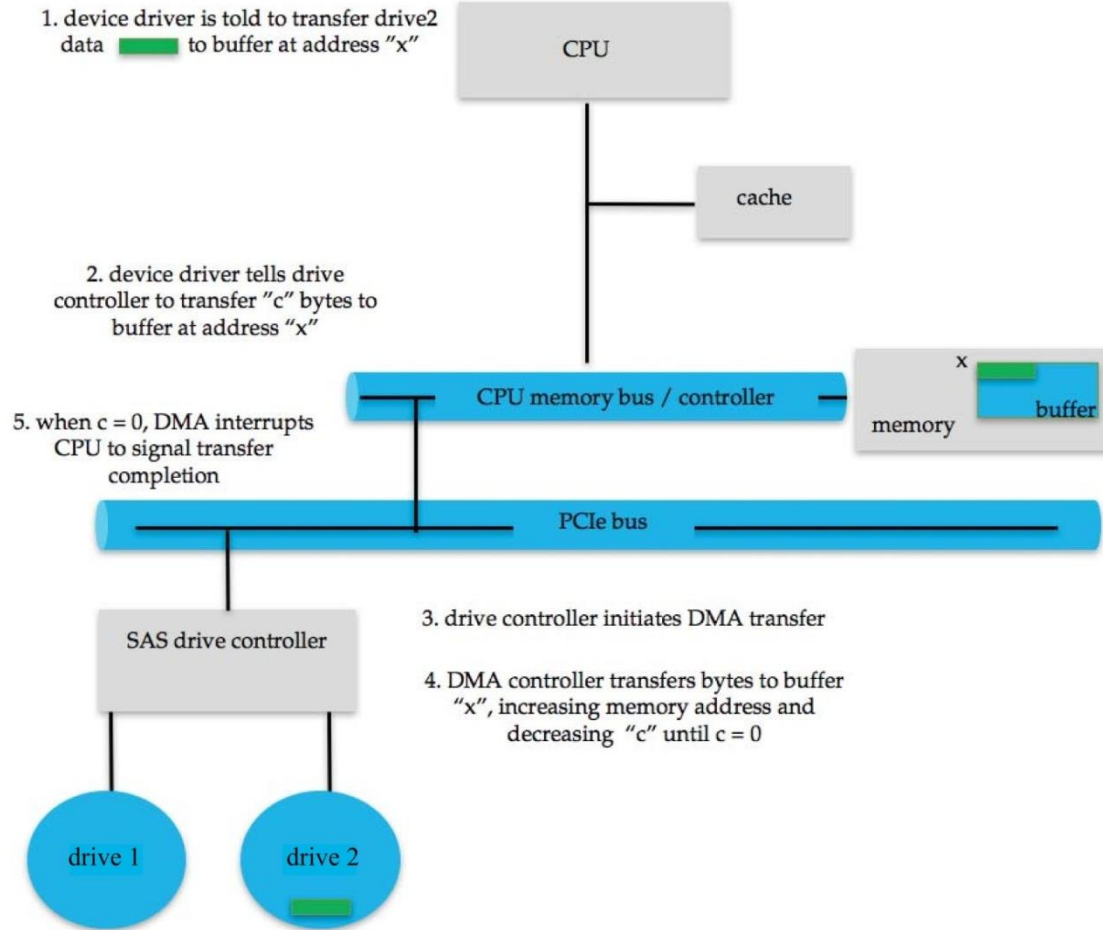 1. device driver is told to transfer drive2
data to buffer at address "x"
CPU
cache
2. device driver tells drive
controller to transfer "c" bytes to
buffer at address "x"
CPU memory bus / controller
x
buffer
memory
5. when c = 0, DMA interrupts
CPU to signal transfer
completion
PCIe bus
3. drive controller initiates DMA transfer
SAS drive controller
4. DMA controller transfers bytes to buffer
"x", increasing memory address and
decreasing "c" until c = 0
drive 1
drive 2